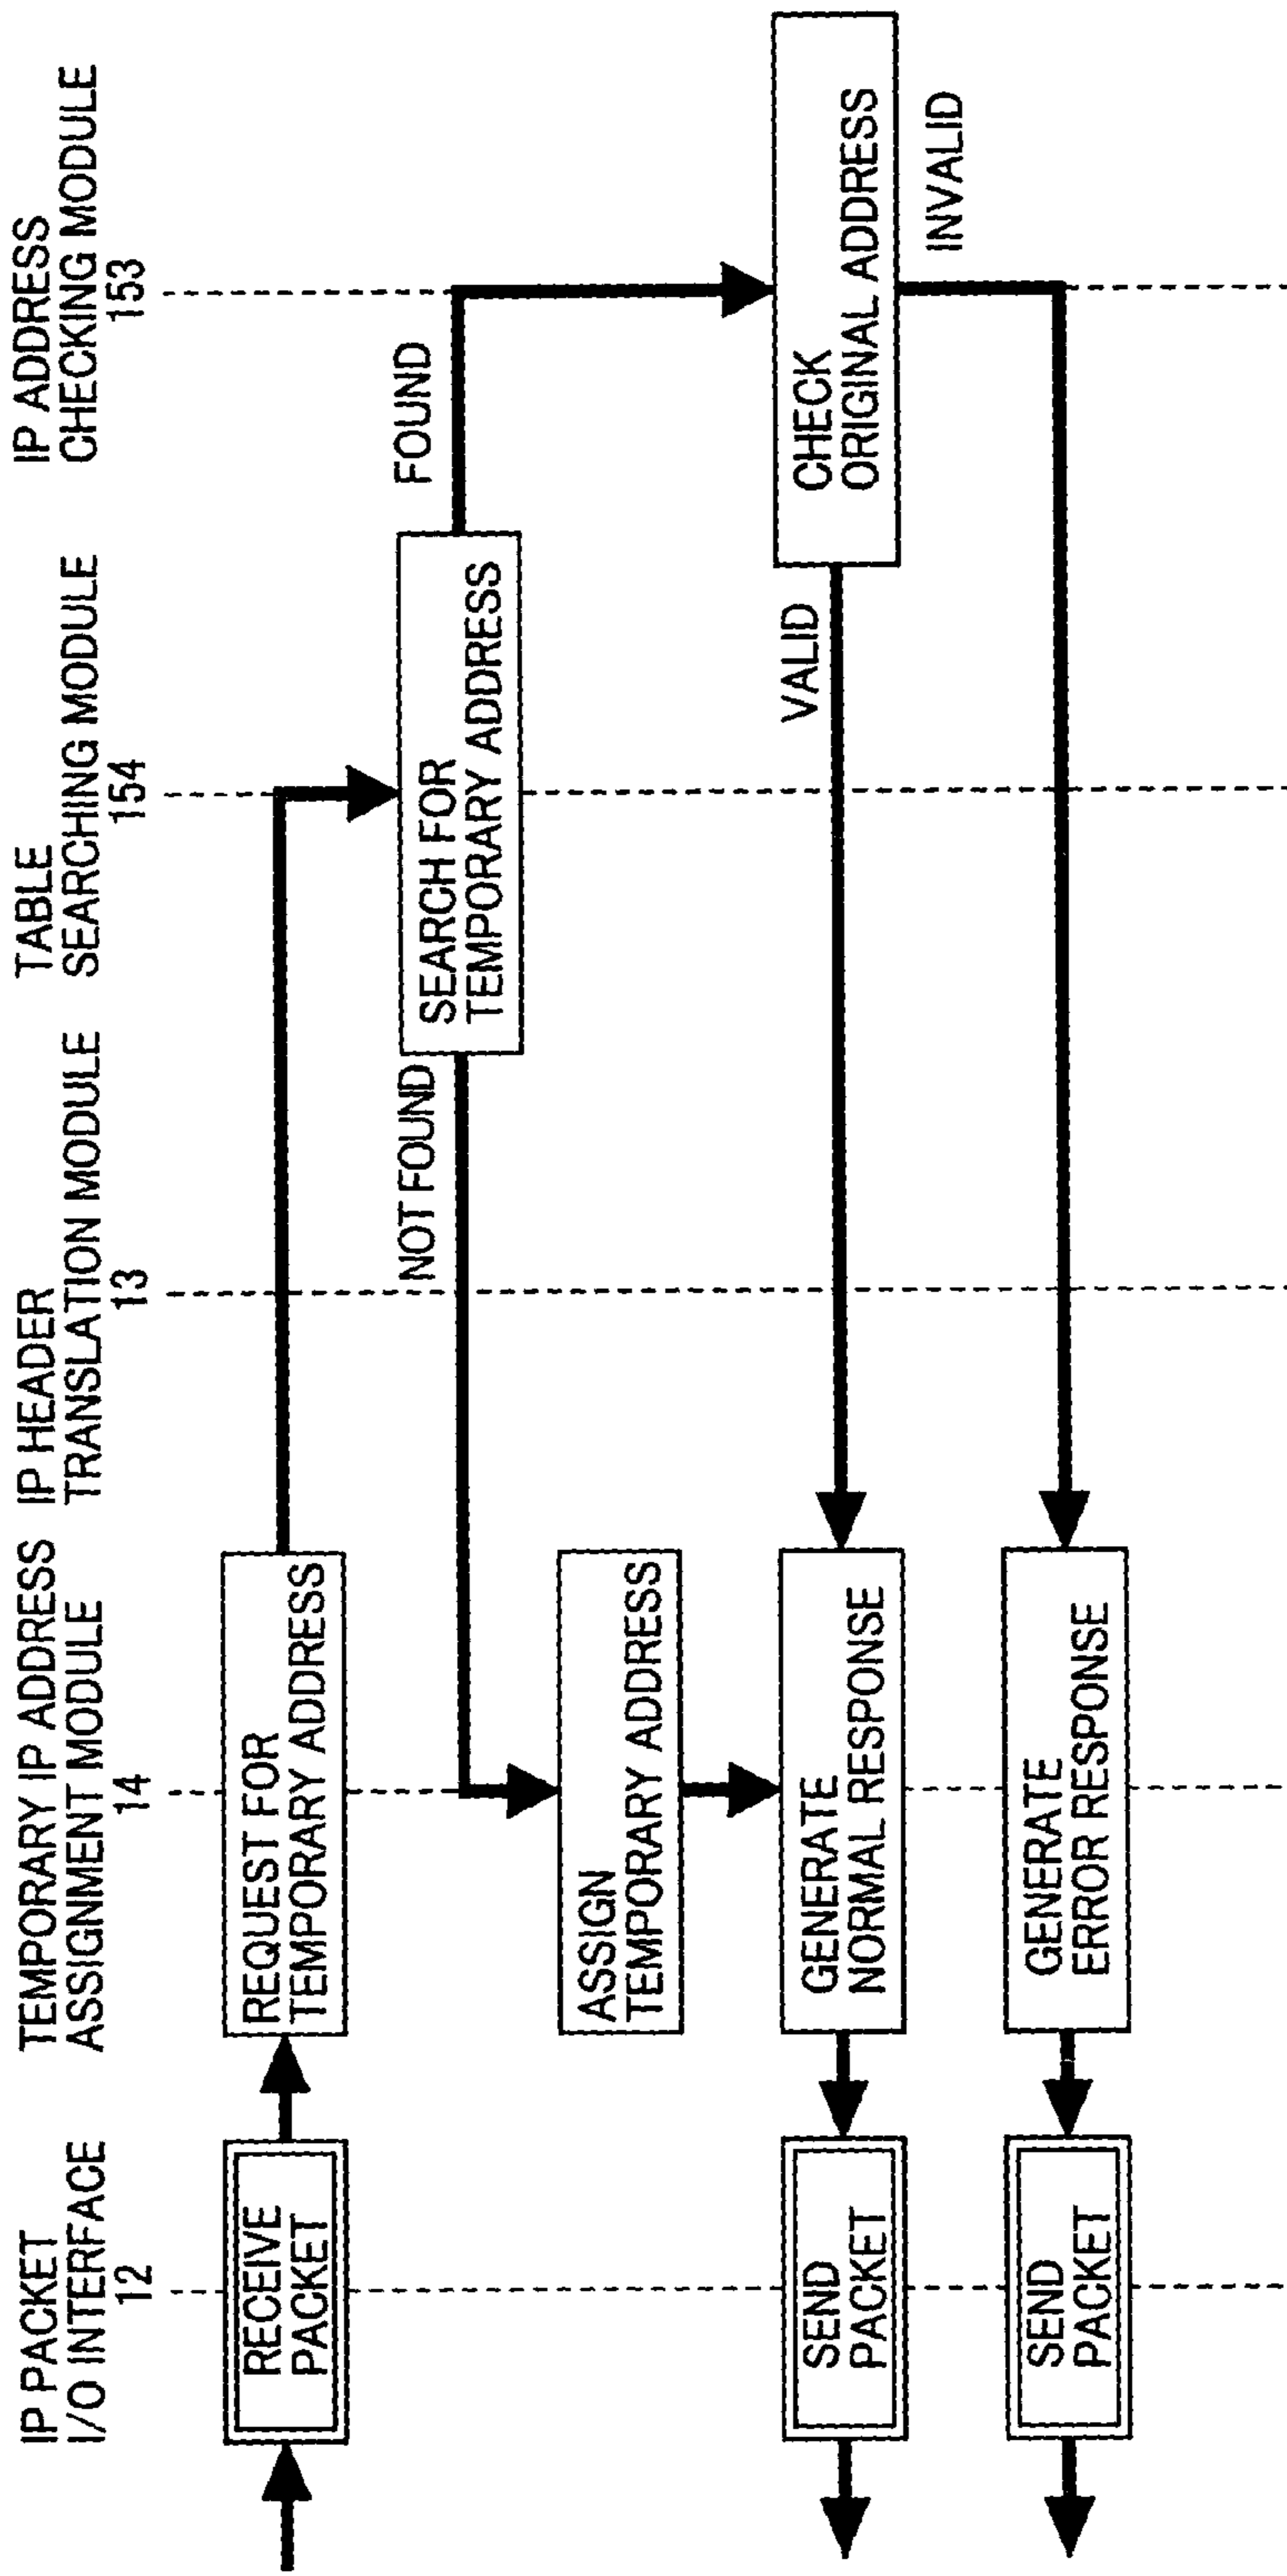 IP PACKET
I/O INTERFACE
12
TEMPORARY IP ADDRESS
ASSIGNMENT MODULE
14
IP HEADER
TRANSLATION MODULE
13
TABLE
SEARCHING MODULE
154
IP ADDRESS
CHECKING MODULE
153
RECEIVE
PACKET
REQUEST FOR
TEMPORARY ADDRESS
NOT FOUND
SEARCH FOR
TEMPORARY ADDRESS
FOUND
ASSIGN
TEMPORARY ADDRESS
SEND
PACKET
GENERATE
NORMAL RESPONSE
VALID
CHECK
ORIGINAL ADDRESS
INVALID
SEND
PACKET
GENERATE
ERROR RESPONSE